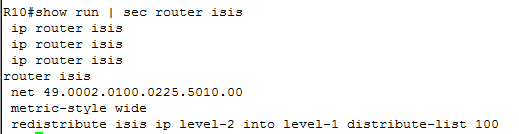 R10#show run | sec router isis
ip router isis
ip router isis
ip router isis
router isis
net 49.0002.0100.0225.5010.00
metric-style wide
redistribute isis ip level-2 into level-1 distribute-list 100